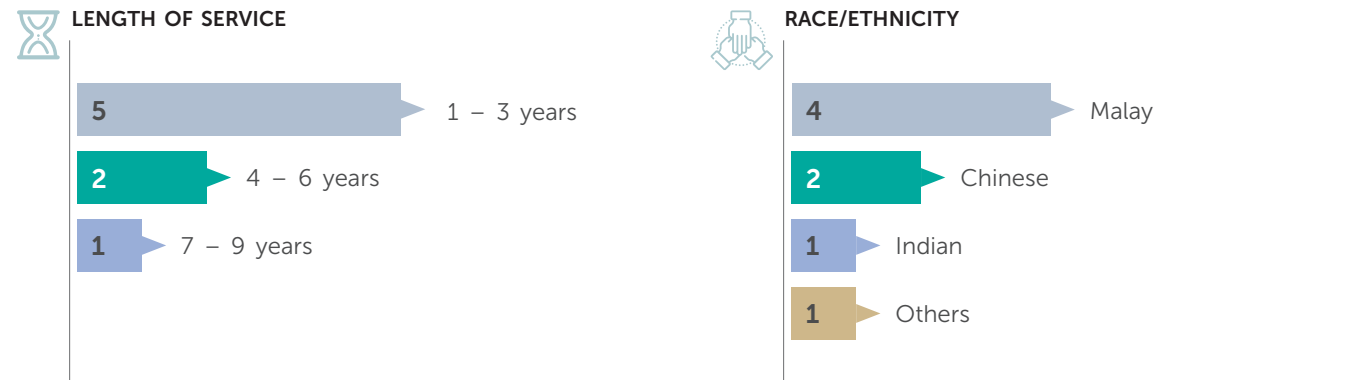 LENGTH OF SERVICE
5
1 – 3 years
2
4 – 6 years
1
7 – 9 years
RACE/ETHNICITY
4
Malay
2
Chinese
1
Indian
1
Others